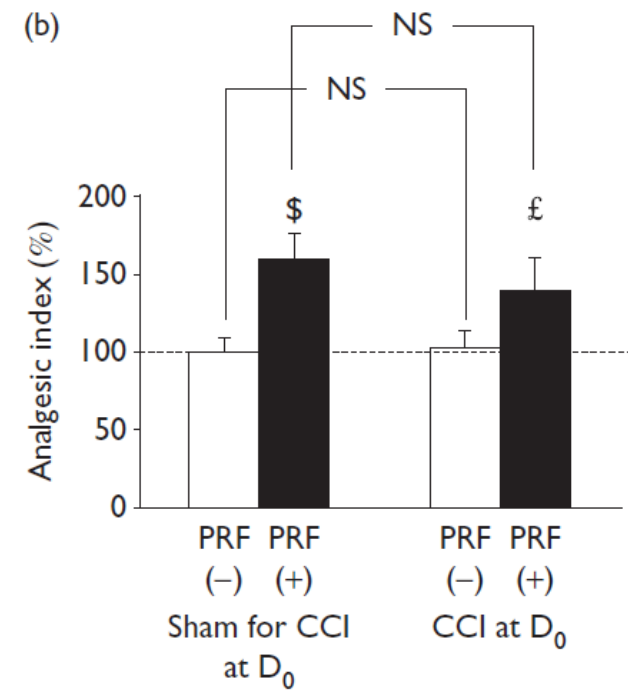 (b)
NS
NS
200
150
100
50
0
Analgesic index (%)
$
£
PRF PRF PRF PRF
(–) (+) (–) (+)
Sham for CCI CCI at D₀
at D₀